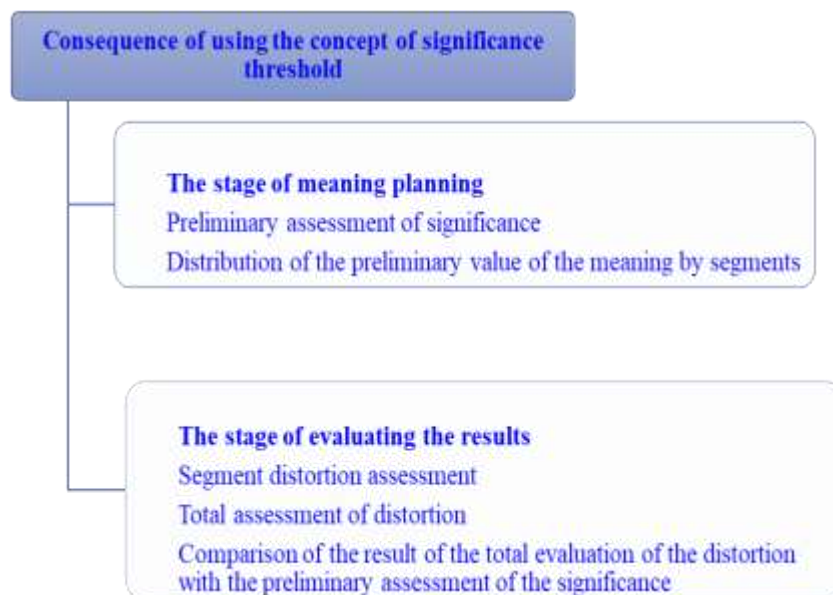 Consequence of using the concept of significance
threshold
The stage of meaning planning
Preliminary assessment of significance
Distribution of the preliminary value of the meaning by segments
The stage of evaluating the results
Segment distortion assessment
Total assessment of distortion
Comparison of the result of the total evaluation of the distortion
with the preliminary assessment of the significance